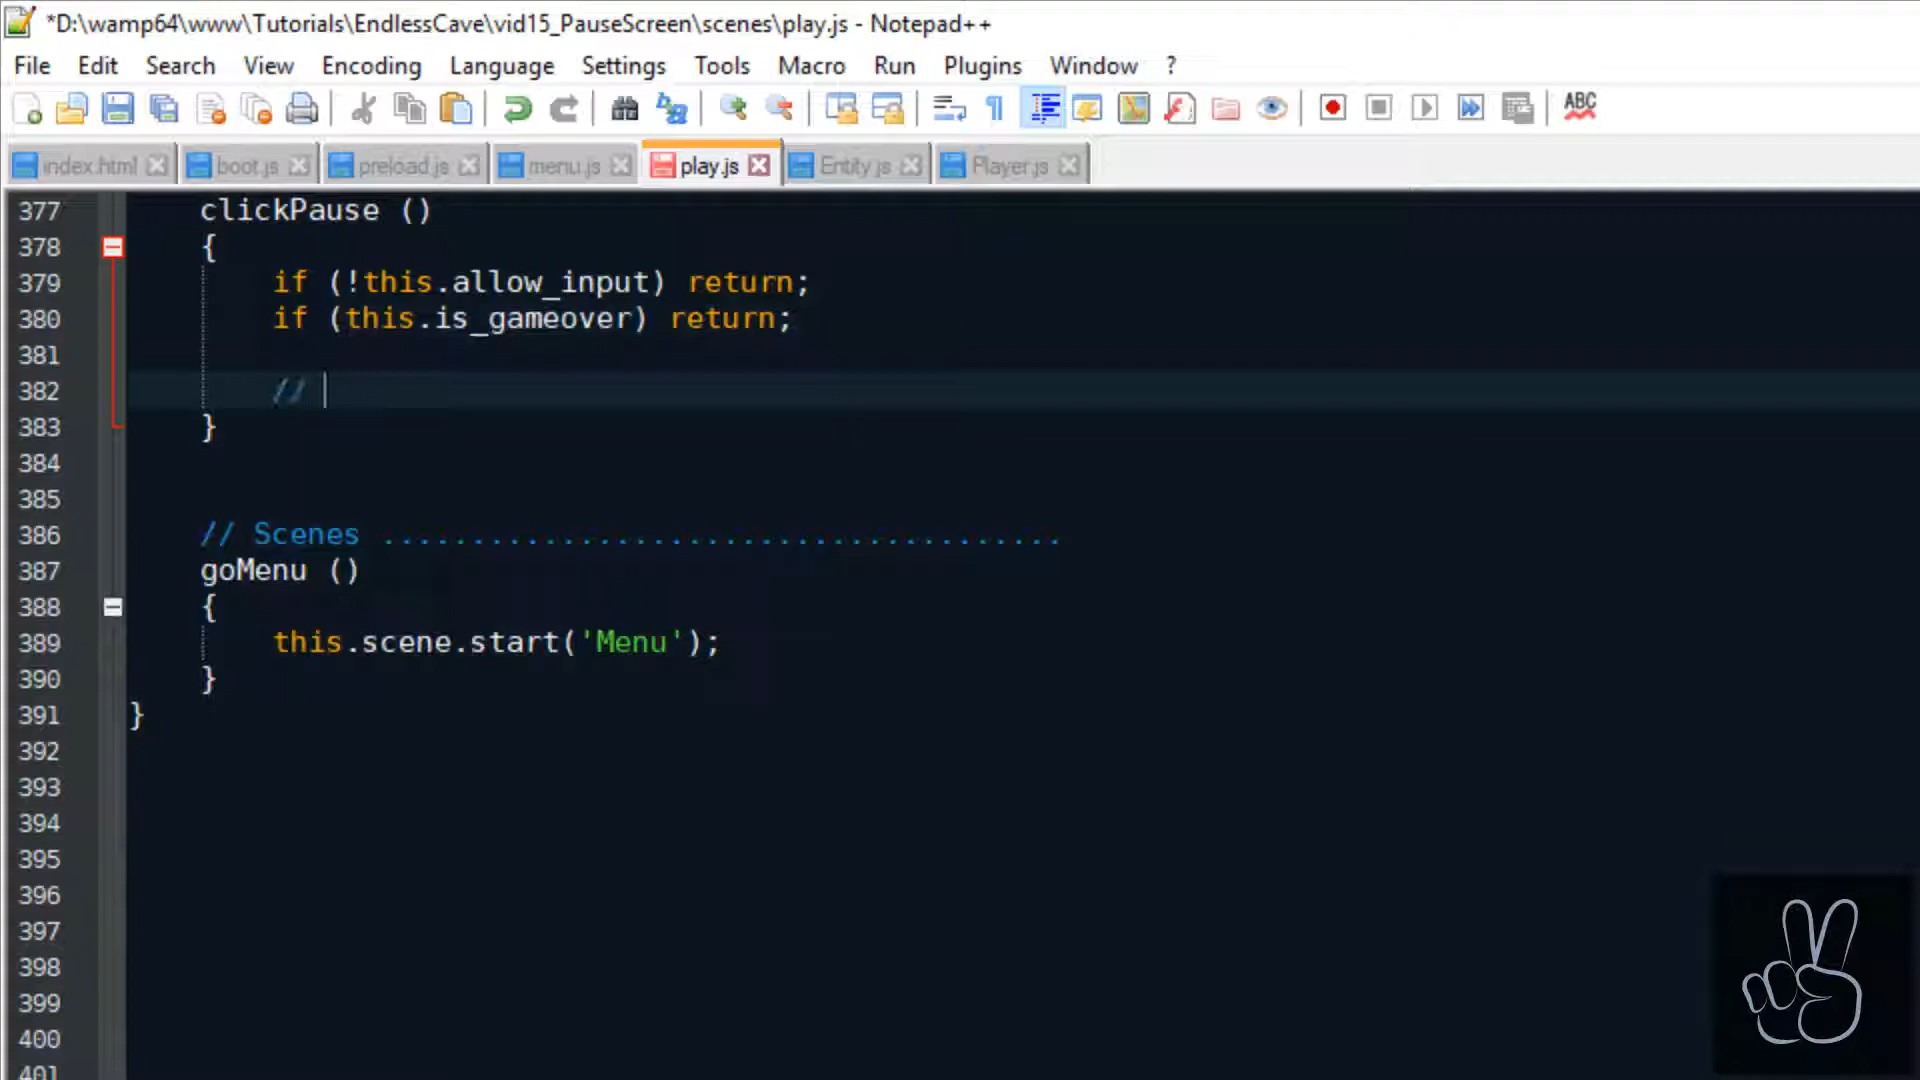 *D:\wamp64\www\Tutorials\EndlessCave\vid15_PauseScreen\scenes\play.js - Notepad++
File Edit Search View Encoding Language Settings Tools Macro Run Plugins Window ?
ABC
index.html boot.js preload.js menu.js play.js Entity.js Player.js
377 clickPause ()
378 {
379 if (!this.allow_input) return;
380 if (this.is_gameover) return;
381
382 //
383 }
384
385
386 // Scenes ......................................
387 goMenu ()
388 {
389 this.scene.start('Menu');
390 }
391 }
392
393
394
395
396
397
398
399
400
401